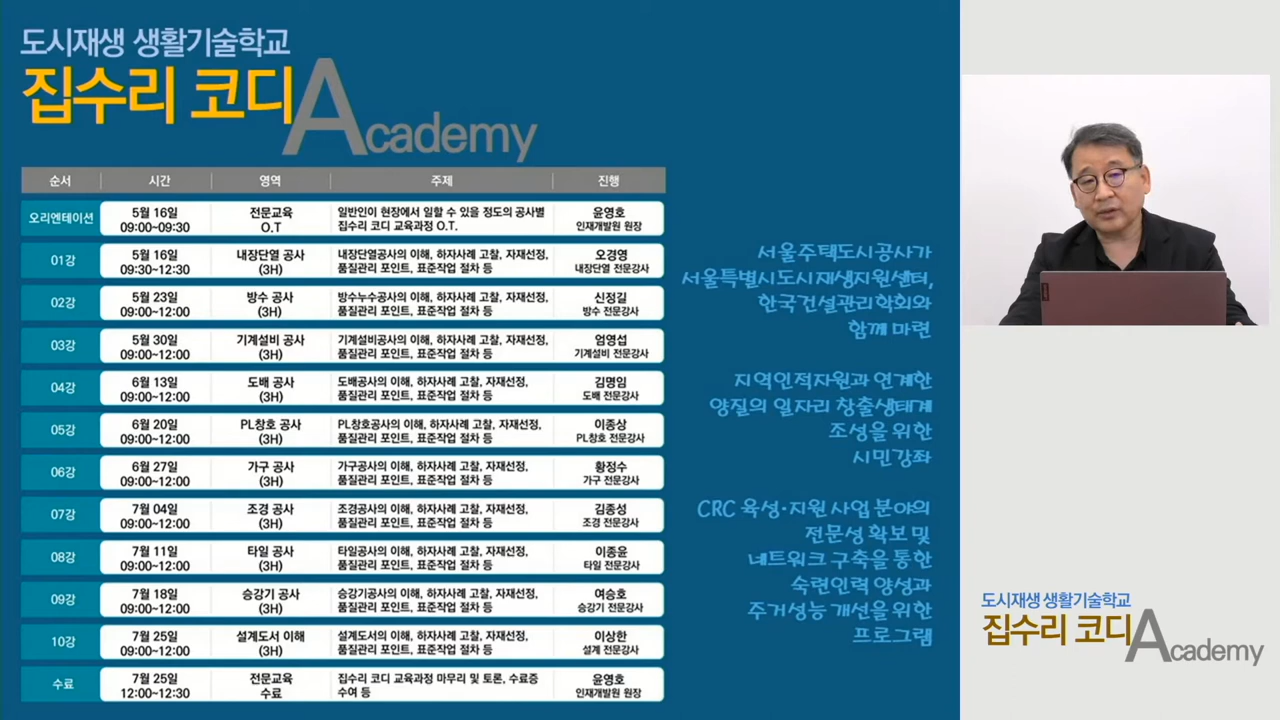 도시재생 생활기술학교
집수리 코디 Academy
순서 시간 영역 주제 진행
오리엔테이션 5월 16일 09:00~09:30 전문교육 O.T 일반인이 현장에서 일할 수 있을 정도의 공사별 집수리 코디 교육과정 O.T. 윤영호 인재개발원 원장
01강 5월 16일 09:30~12:30 내장단열 공사 (3H) 내장단열공사의 이해, 하자사례 고찰, 자재선정, 품질관리 포인트, 표준작업 절차 등 오경영 내장단열 전문강사
02강 5월 23일 09:00~12:00 방수 공사 (3H) 방수누수공사의 이해, 하자사례 고찰, 자재선정, 품질관리 포인트, 표준작업 절차 등 신정길 방수 전문강사
03강 5월 30일 09:00~12:00 기계설비 공사 (3H) 기계설비공사의 이해, 하자사례 고찰, 자재선정, 품질관리 포인트, 표준작업 절차 등 엄영섭 기계설비 전문강사
04강 6월 13일 09:00~12:00 도배 공사 (3H) 도배공사의 이해, 하자사례 고찰, 자재선정, 품질관리 포인트, 표준작업 절차 등 김명임 도배 전문강사
05강 6월 20일 09:00~12:00 PL창호 공사 (3H) PL창호공사의 이해, 하자사례 고찰, 자재선정, 품질관리 포인트, 표준작업 절차 등 이종상 PL창호 전문강사
06강 6월 27일 09:00~12:00 가구 공사 (3H) 가구공사의 이해, 하자사례 고찰, 자재선정, 품질관리 포인트, 표준작업 절차 등 황정수 가구 전문강사
07강 7월 04일 09:00~12:00 조경 공사 (3H) 조경공사의 이해, 하자사례 고찰, 자재선정, 품질관리 포인트, 표준작업 절차 등 김종성 조경 전문강사
08강 7월 11일 09:00~12:00 타일 공사 (3H) 타일공사의 이해, 하자사례 고찰, 자재선정, 품질관리 포인트, 표준작업 절차 등 이종윤 타일 전문강사
09강 7월 18일 09:00~12:00 승강기 공사 (3H) 승강기공사의 이해, 하자사례 고찰, 자재선정, 품질관리 포인트, 표준작업 절차 등 여승호 승강기 전문강사
10강 7월 25일 09:00~12:00 설계도서 이해 (3H) 설계도서의 이해, 하자사례 고찰, 자재선정, 품질관리 포인트, 표준작업 절차 등 이상한 설계 전문강사
수료 7월 25일 12:00~12:30 전문교육 수료 집수리 코디 교육과정 마무리 및 토론, 수료증 수여 등 윤영호 인재개발원 원장
서울주택도시공사가
서울특별시도시재생지원센터,
한국건설관리학회와
함께 마련
지역인적자원과 연계한
양질의 일자리 창출생태계
조성을 위한
시민강좌
CRC 육성·지원 사업 분야의
전문성 확보 및
네트워크 구축을 통한
숙련인력 양성과
주거성능 개선을 위한
프로그램
도시재생 생활기술학교
집수리 코디 Academy